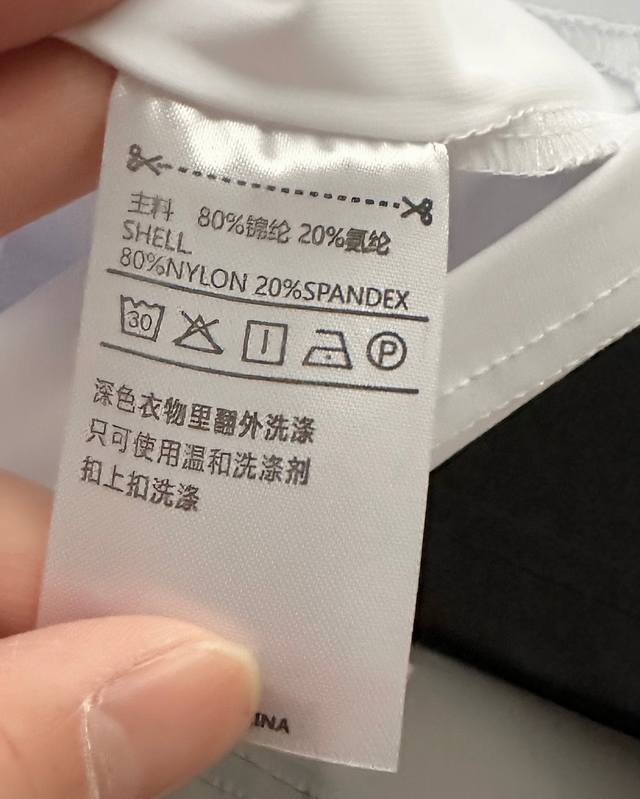 主料 80%锦纶 20%氨纶
SHELL
80%NYLON 20%SPANDEX
30 P
深色衣物里翻外洗涤
只可使用温和洗涤剂
扣上扣洗涤